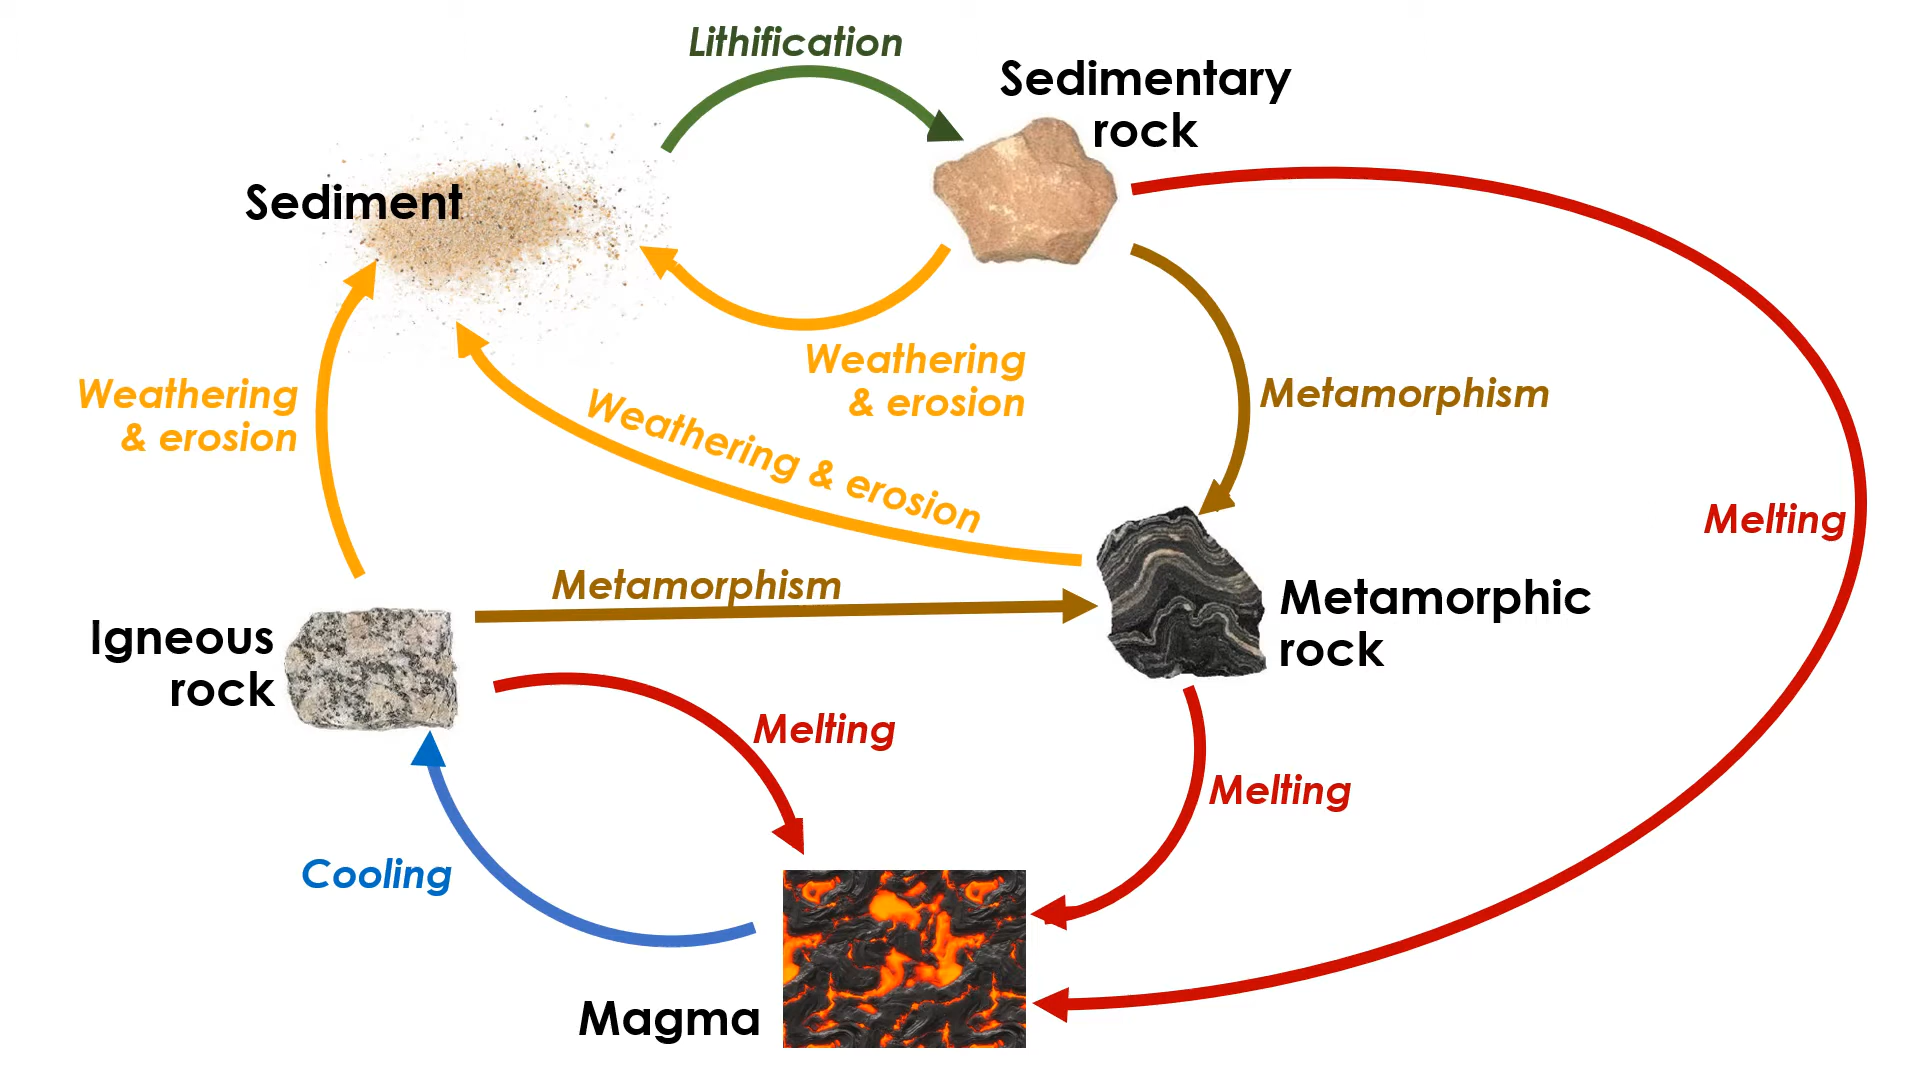 Lithification
Sedimentary
rock
Sediment
Weathering
& erosion
Weathering
& erosion
Weathering & erosion
Metamorphism
Melting
Metamorphism
Igneous
rock
Metamorphic
rock
Melting
Melting
Cooling
Magma